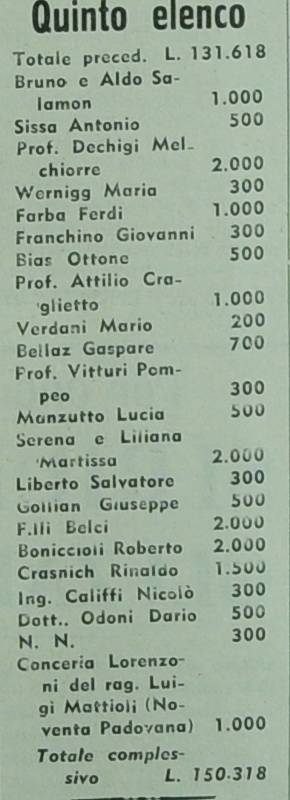 Quinto elenco
Totale preced. L. 131.618
Bruno e Aldo Sa-
lamon 1.000
Sissa Antonio 500
Prof. Dechigi Mel-
chiorre 2.000
Wernigg Maria 300
Farba Ferdi 1.000
Franchino Giovanni 300
Bias Ottone 500
Prof. Attilio Cra-
glietto 1.000
Verdani Mario 200
Bellaz Gaspare 700
Prof. Vitturi Pom-
peo 300
Manzutto Lucia 500
Serena e Liliana
Martissa 2.000
Liberto Salvatore 300
Gollian Giuseppe 500
F.lli Belci 2.000
Boniccioli Roberto 2.000
Crasnich Rinaldo 1.500
Ing. Califfi Nicolò 300
Dott.. Odoni Dario 500
N. N. 300
Conceria Lorenzo-
ni del rag. Lui-
gi Mattioli (No-
venta Padovana) 1.000
Totale comples-
sivo L. 150.318